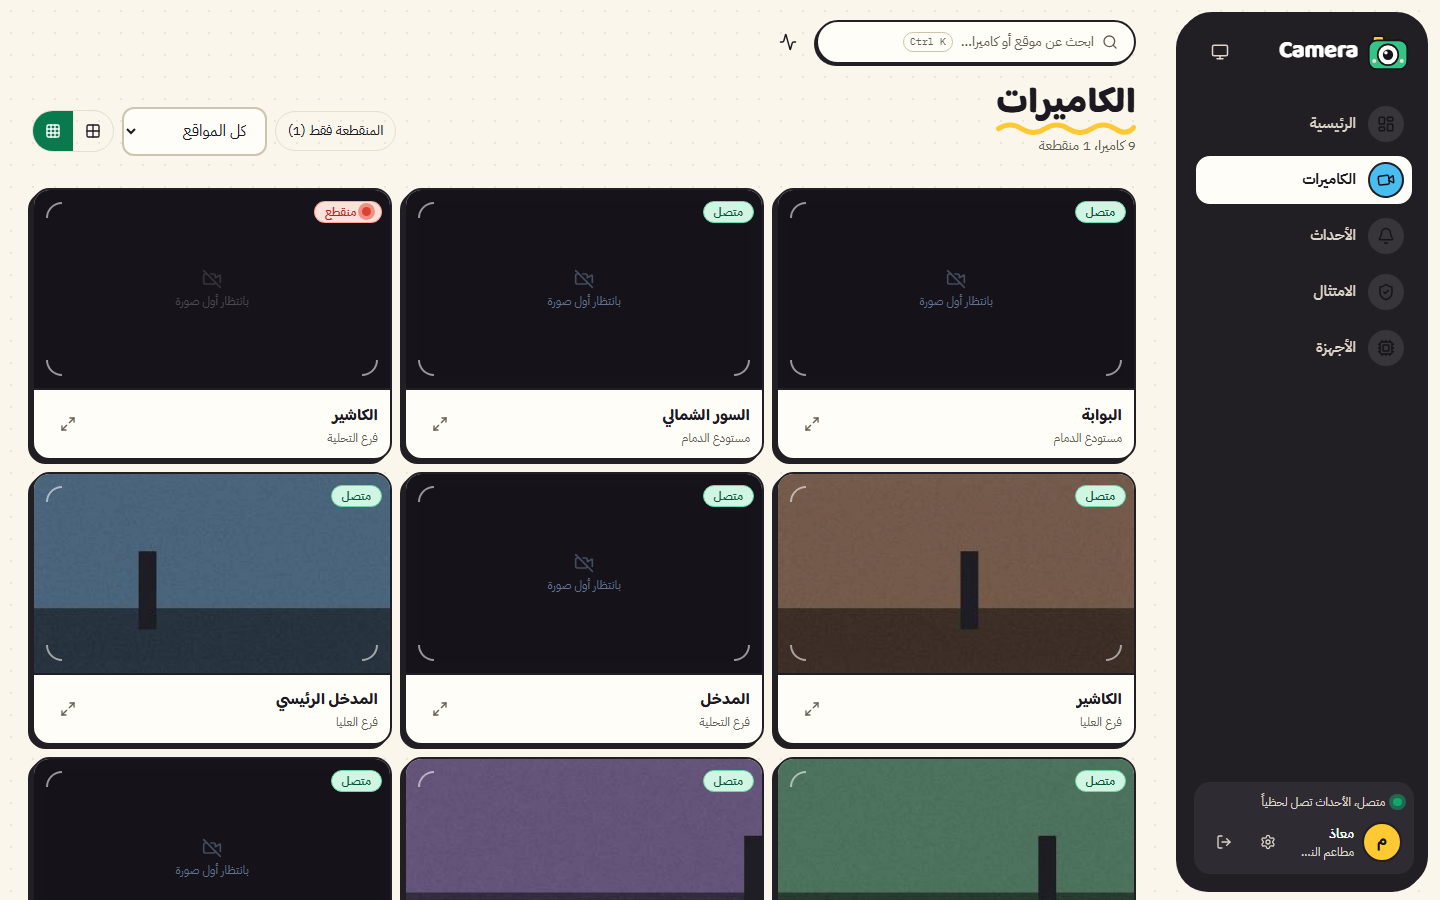 Camera
الرئيسية
الكاميرات
الأحداث
الامتثال
الأجهزة
متصل، الأحداث تصل لحظياً
م
معاذ
مطاعم الن...
ابحث عن موقع أو كاميرا...
Ctrl K
الكاميرات
9 كاميرا، 1 منقطعة
المنقطعة فقط (1)
كل المواقع
متصل
بانتظار أول صورة
البوابة
مستودع الدمام
متصل
بانتظار أول صورة
السور الشمالي
مستودع الدمام
منقطع
بانتظار أول صورة
الكاشير
فرع التحلية
متصل
الكاشير
فرع العليا
متصل
بانتظار أول صورة
المدخل
فرع التحلية
متصل
المدخل الرئيسي
فرع العليا
متصل
متصل
متصل
بانتظار أول صورة